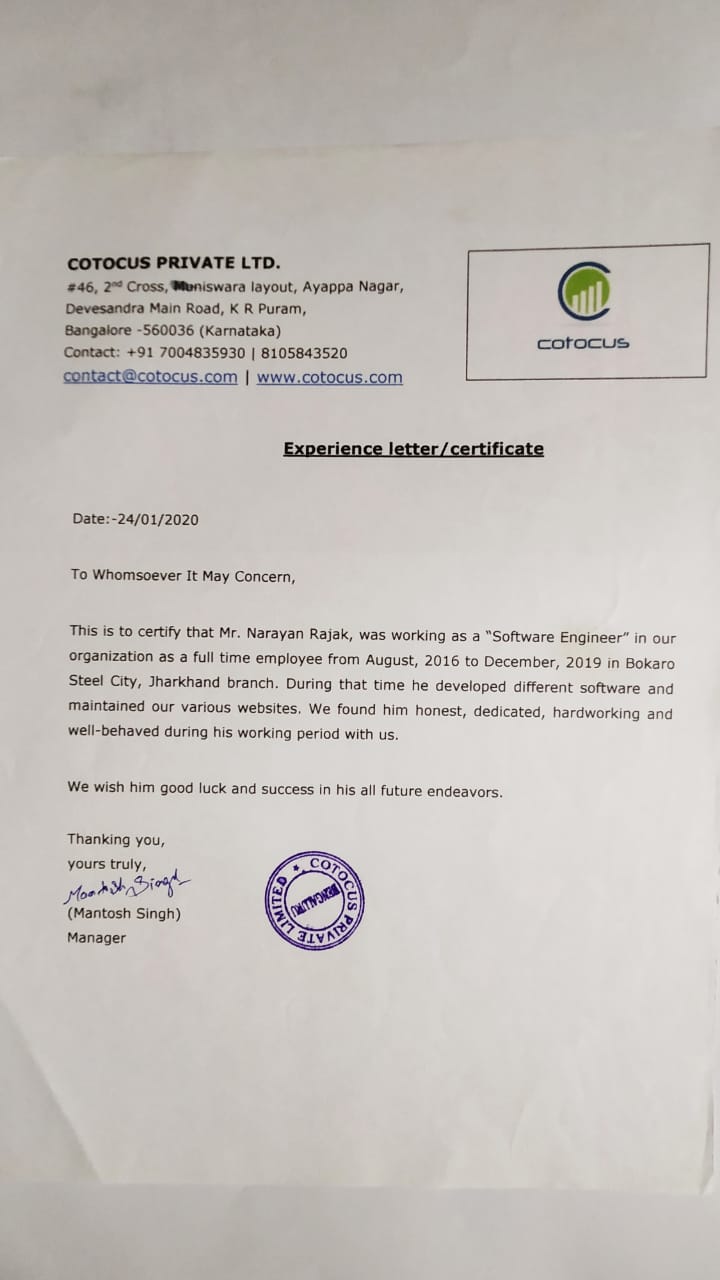 COTOCUS PRIVATE LTD.
#46, 2nd Cross, Muniswara layout, Ayappa Nagar,
Devesandra Main Road, K R Puram,
Bangalore -560036 (Karnataka)
Contact: +91 7004835930 | 8105843520
contact@cotocus.com | www.cotocus.com
cotocus
Experience letter/certificate
Date:-24/01/2020
To Whomsoever It May Concern,
This is to certify that Mr. Narayan Rajak, was working as a “Software Engineer” in our
organization as a full time employee from August, 2016 to December, 2019 in Bokaro
Steel City, Jharkhand branch. During that time he developed different software and
maintained our various websites. We found him honest, dedicated, hardworking and
well-behaved during his working period with us.
We wish him good luck and success in his all future endeavors.
Thanking you,
yours truly,
Mantosh Singh
(Mantosh Singh)
Manager
COTOCUS PRIVATE LIMITED
BENGALURU